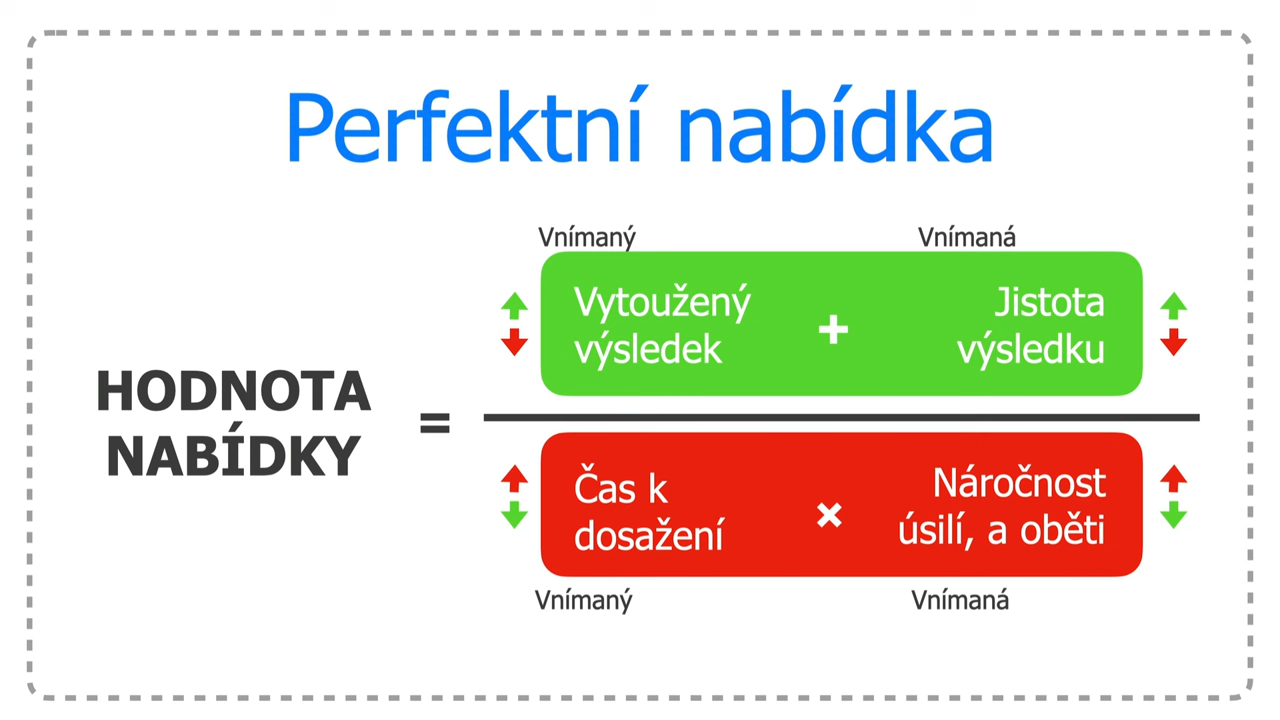 Perfektní nabídka
Vnímaný Vnímaná
Vytoužený výsledek + Jistota výsledku
HODNOTA NABÍDKY =
Čas k dosažení × Náročnost úsilí, a oběti
Vnímaný Vnímaná